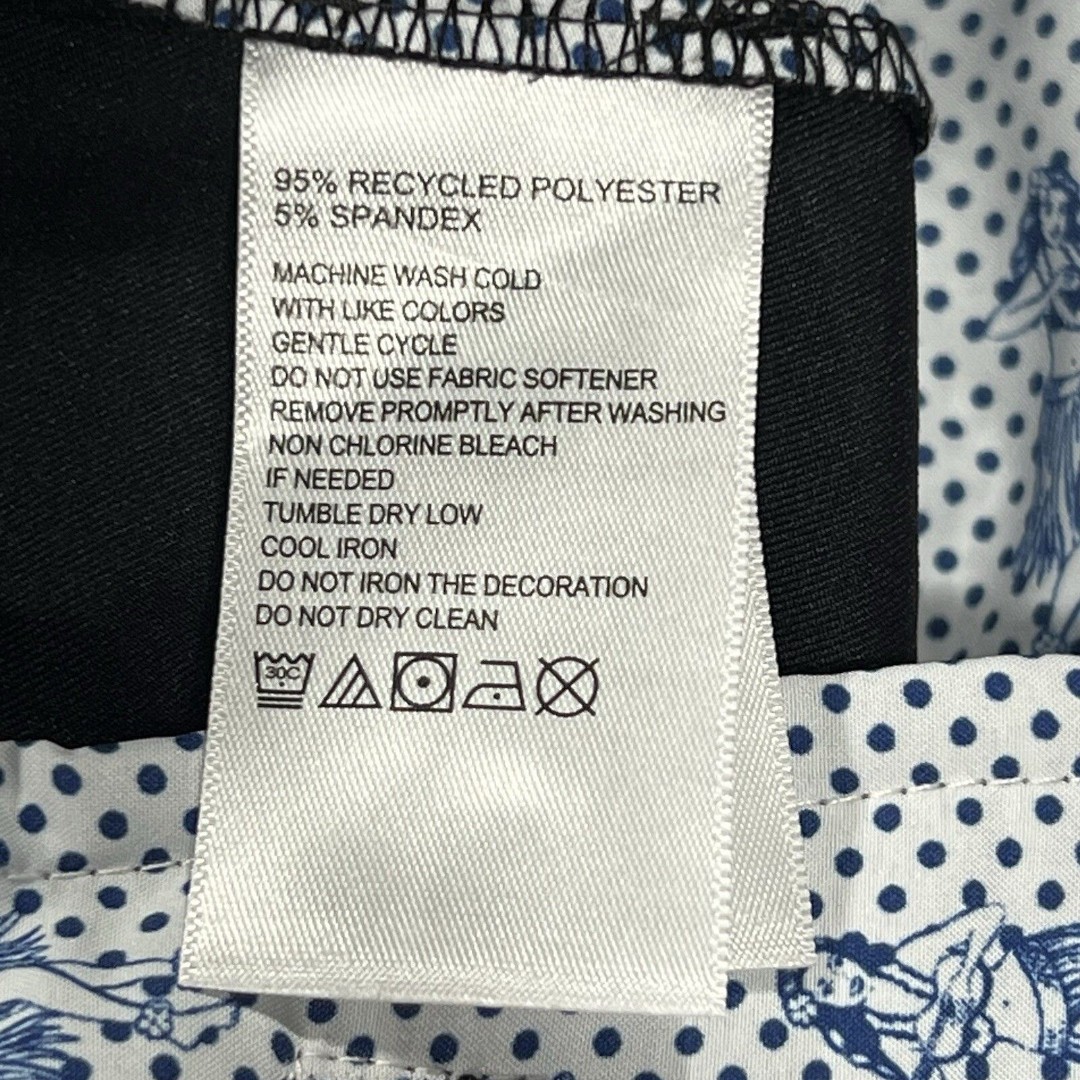 95% RECYCLED POLYESTER
5% SPANDEX
MACHINE WASH COLD
WITH LIKE COLORS
GENTLE CYCLE
DO NOT USE FABRIC SOFTENER
REMOVE PROMPTLY AFTER WASHING
NON CHLORINE BLEACH
IF NEEDED
TUMBLE DRY LOW
COOL IRON
DO NOT IRON THE DECORATION
DO NOT DRY CLEAN
30C